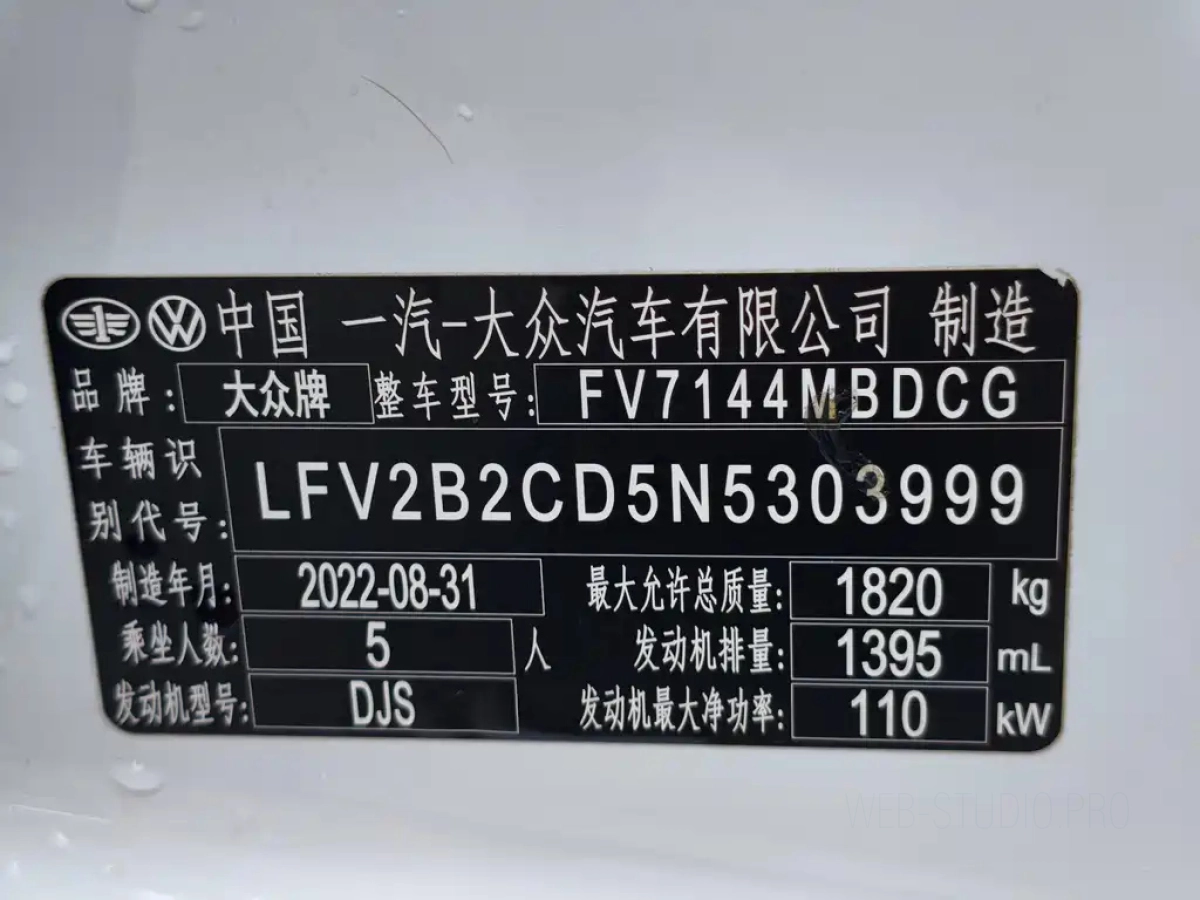 中国 一汽-大众汽车有限公司 制造
品牌: 大众牌 整车型号: FV7144MBDCG
车辆识别代号: LFV2B2CD5N5303999
制造年月: 2022-08-31 最大允许总质量: 1820 kg
乘坐人数: 5 人 发动机排量: 1395 mL
发动机型号: DJS 发动机最大净功率: 110 kW
WEB-STUDIO.PRO